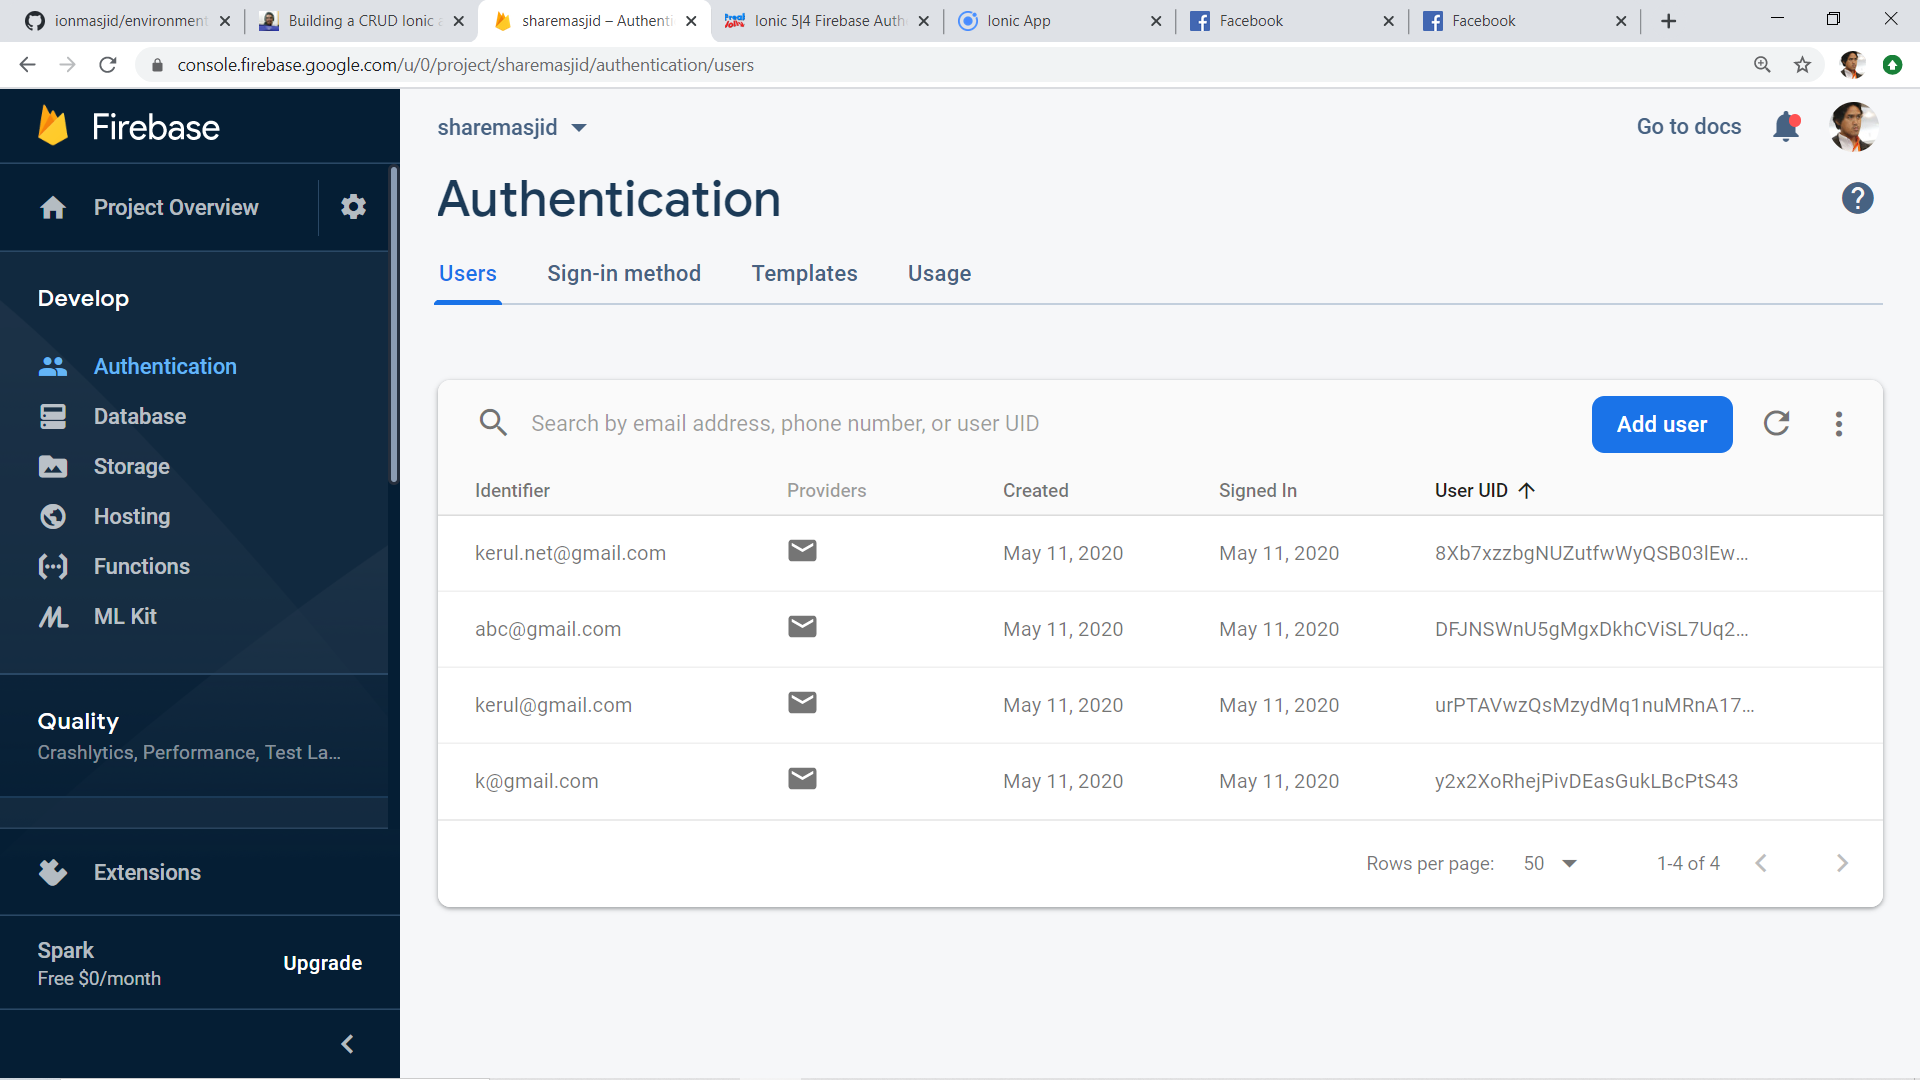 ionmasjid/environment
Building a CRUD Ionic a
sharemasjid – Authenti
Ionic 5|4 Firebase Auth
Ionic App
Facebook
Facebook
console.firebase.google.com/u/0/project/sharemasjid/authentication/users
Firebase
sharemasjid
Go to docs
Project Overview
Authentication
Users
Sign-in method
Templates
Usage
Develop
Authentication
Database
Storage
Hosting
Functions
ML Kit
Quality
Crashlytics, Performance, Test La...
Extensions
Spark
Free $0/month
Upgrade
Search by email address, phone number, or user UID
Add user
Identifier Providers Created Signed In User UID
kerul.net@gmail.com May 11, 2020 May 11, 2020 8Xb7xzzbgNUZutfwWyQSB03lEw...
abc@gmail.com May 11, 2020 May 11, 2020 DFJNSWnU5gMgxDkhCViSL7Uq2...
kerul@gmail.com May 11, 2020 May 11, 2020 urPTAVwzQsMzydMq1nuMRnA17...
k@gmail.com May 11, 2020 May 11, 2020 y2x2XoRhejPivDEasGukLBcPtS43
Rows per page: 50 1-4 of 4